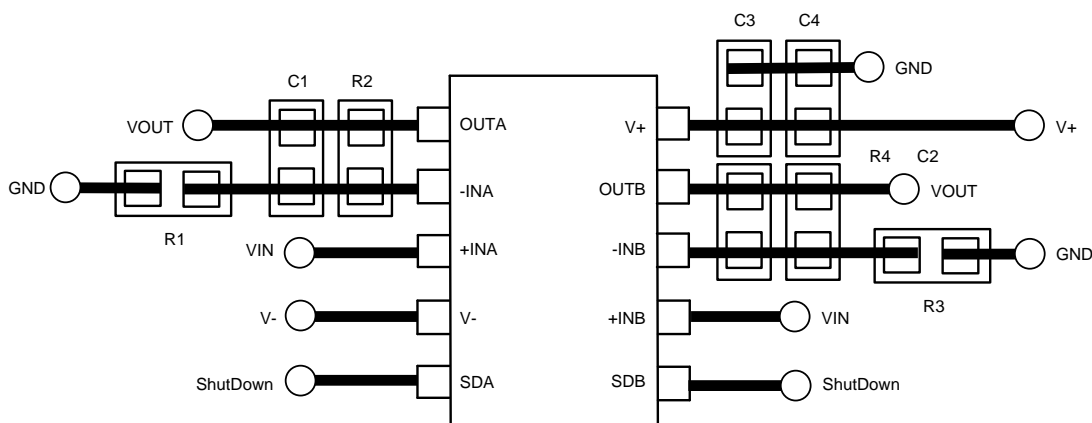 C3 C4
GND
C1 R2
VOUT OUTA V+ V+
R4 C2
GND -INA OUTB VOUT
R1
VIN +INA -INB GND
R3
V- V- +INB VIN
ShutDown SDA SDB ShutDown